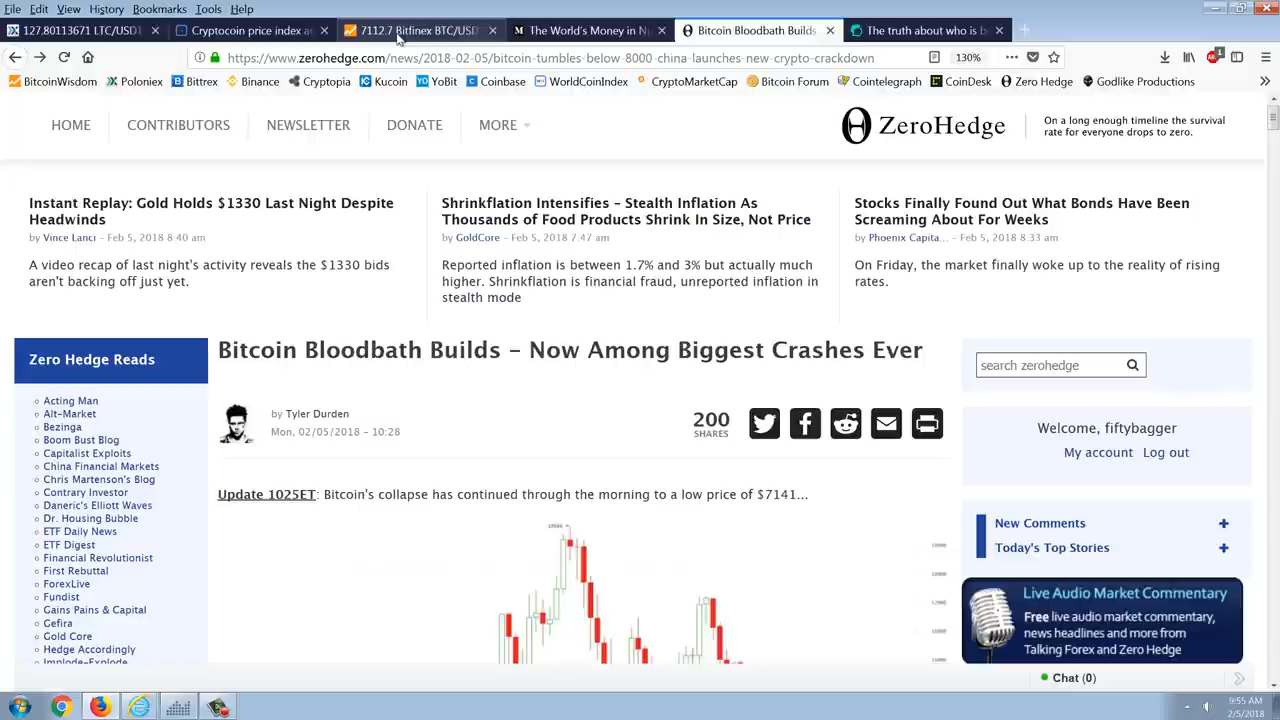 File Edit View History Bookmarks Tools Help
127.80113671 LTC/USDT
Cryptocoin price index a
7112.7 Bitfinex BTC/USD
The World's Money in N
Bitcoin Bloodbath Builds
The truth about who is b
https://www.zerohedge.com/news/2018-02-05/bitcoin-tumbles-below-8000-china-launches-new-crypto-crackdown
130%
BitcoinWisdom Poloniex Bittrex Binance Cryptopia Kucoin YoBit Coinbase WorldCoinIndex CryptoMarketCap Bitcoin Forum Cointelegraph CoinDesk Zero Hedge Godlike Productions
HOME CONTRIBUTORS NEWSLETTER DONATE MORE
ZeroHedge
On a long enough timeline the survival
rate for everyone drops to zero.
Instant Replay: Gold Holds $1330 Last Night Despite
Headwinds
by Vince Lanci - Feb 5, 2018 8:40 am
A video recap of last night's activity reveals the $1330 bids
aren't backing off just yet.
Shrinkflation Intensifies – Stealth Inflation As
Thousands of Food Products Shrink In Size, Not Price
by GoldCore - Feb 5, 2018 7:47 am
Reported inflation is between 1.7% and 3% but actually much
higher. Shrinkflation is financial fraud, unreported inflation in
stealth mode
Stocks Finally Found Out What Bonds Have Been
Screaming About For Weeks
by Phoenix Capita... - Feb 5, 2018 8:33 am
On Friday, the market finally woke up to the reality of rising
rates.
Zero Hedge Reads
Acting Man
Alt-Market
Bezinga
Boom Bust Blog
Capitalist Exploits
China Financial Markets
Chris Martenson's Blog
Contrary Investor
Daneric's Elliott Waves
Dr. Housing Bubble
ETF Daily News
ETF Digest
Financial Revolutionist
First Rebuttal
ForexLive
Fundist
Gains Pains & Capital
Gefira
Gold Core
Hedge Accordingly
Implode-Explode
Bitcoin Bloodbath Builds – Now Among Biggest Crashes Ever
by Tyler Durden
Mon, 02/05/2018 - 10:28
200
SHARES
Update 1025ET: Bitcoin's collapse has continued through the morning to a low price of $7141...
search zerohedge
Welcome, fiftybagger
My account Log out
New Comments +
Today's Top Stories +
Live Audio Market Commentary
Free live audio market commentary,
news headlines and more from
Talking Forex and Zero Hedge
Chat (0)
9:55 AM
2/5/2018